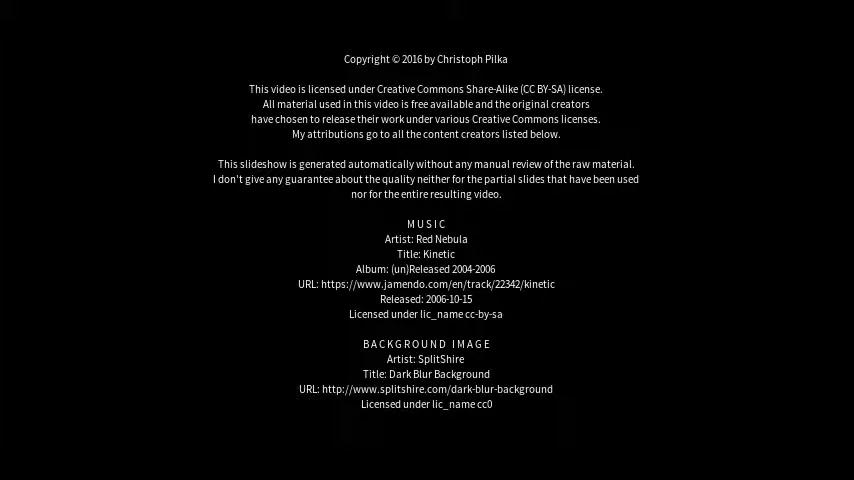 Copyright © 2016 by Christoph Pilka
This video is licensed under Creative Commons Share-Alike (CC BY-SA) license.
All material used in this video is free available and the original creators
have chosen to release their work under various Creative Commons licenses.
My attributions go to all the content creators listed below.
This slideshow is generated automatically without any manual review of the raw material.
I don't give any guarantee about the quality neither for the partial slides that have been used
nor for the entire resulting video.
MUSIC
Artist: Red Nebula
Title: Kinetic
Album: (un)Released 2004-2006
URL: https://www.jamendo.com/en/track/22342/kinetic
Released: 2006-10-15
Licensed under lic_name cc-by-sa
BACKGROUND IMAGE
Artist: SplitShire
Title: Dark Blur Background
URL: http://www.splitshire.com/dark-blur-background
Licensed under lic_name cc0